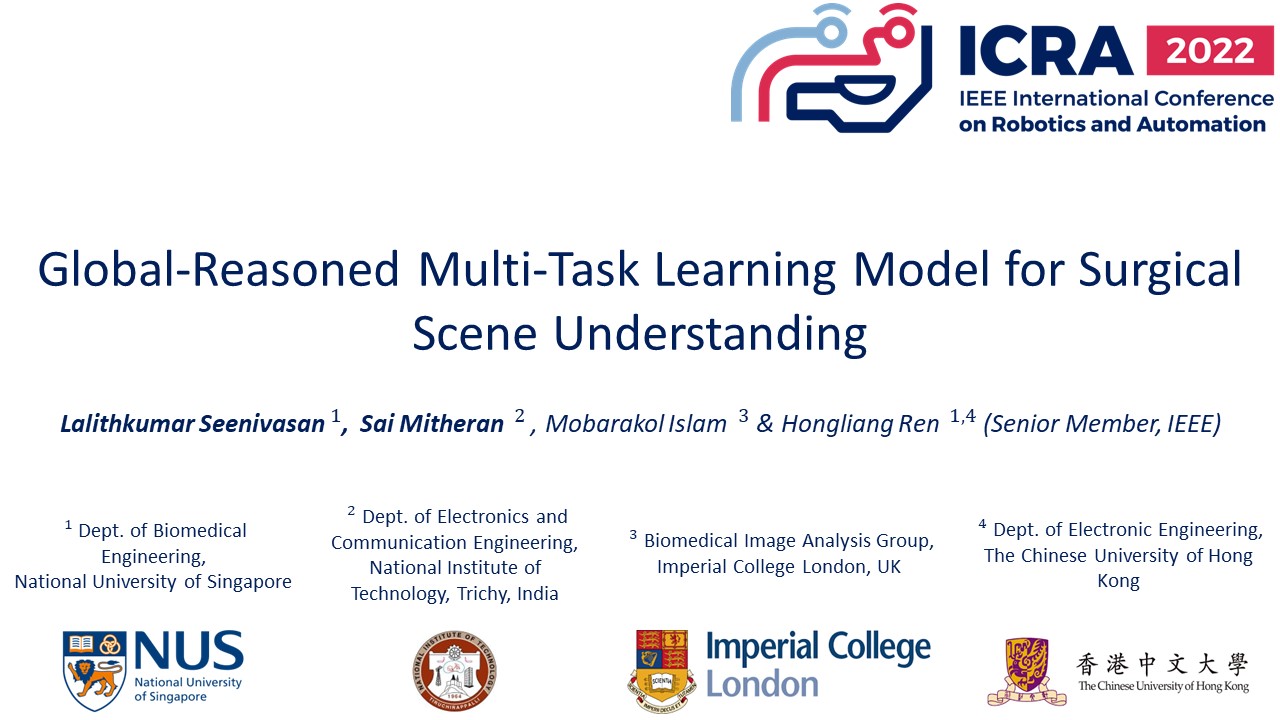 ICRA 2022
IEEE International Conference
on Robotics and Automation
Global-Reasoned Multi-Task Learning Model for Surgical
Scene Understanding
Lalithkumar Seenivasan 1, Sai Mitheran 2 , Mobarakol Islam 3 & Hongliang Ren 1,4 (Senior Member, IEEE)
1 Dept. of Biomedical
Engineering,
National University of Singapore
2 Dept. of Electronics and
Communication Engineering,
National Institute of
Technology, Trichy, India
3 Biomedical Image Analysis Group,
Imperial College London, UK
4 Dept. of Electronic Engineering,
The Chinese University of Hong
Kong
NUS
National University
of Singapore
NATIONAL INSTITUTE OF TECHNOLOGY
1964
TIRUCHIRAPPALLI
SCIENTIA
Imperial College
London
香港中文大學
The Chinese University of Hong Kong